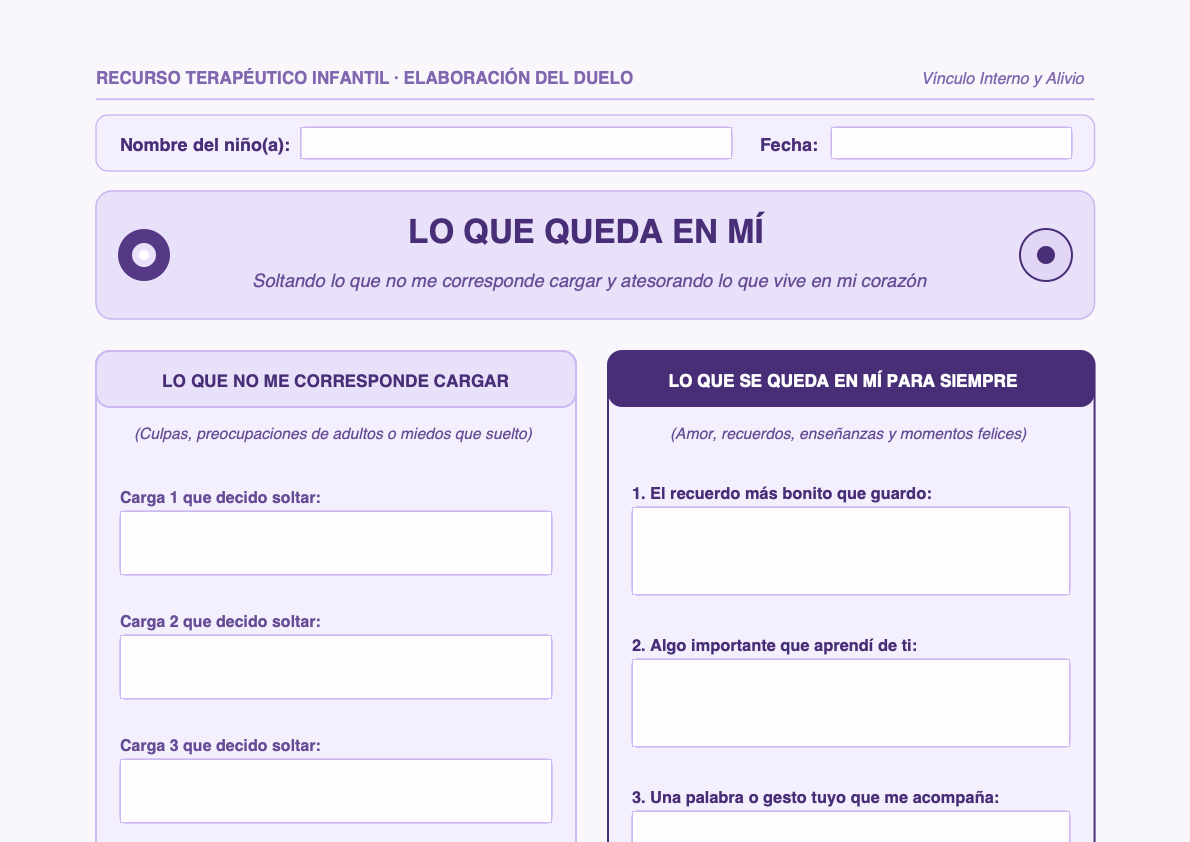 RECURSO TERAPÉUTICO INFANTIL · ELABORACIÓN DEL DUELO
Vínculo Interno y Alivio
Nombre del niño(a):
Fecha:
LO QUE QUEDA EN MÍ
Soltando lo que no me corresponde cargar y atesorando lo que vive en mi corazón
LO QUE NO ME CORRESPONDE CARGAR
(Culpas, preocupaciones de adultos o miedos que suelto)
Carga 1 que decido soltar:
Carga 2 que decido soltar:
Carga 3 que decido soltar:
LO QUE SE QUEDA EN MÍ PARA SIEMPRE
(Amor, recuerdos, enseñanzas y momentos felices)
1. El recuerdo más bonito que guardo:
2. Algo importante que aprendí de ti:
3. Una palabra o gesto tuyo que me acompaña: